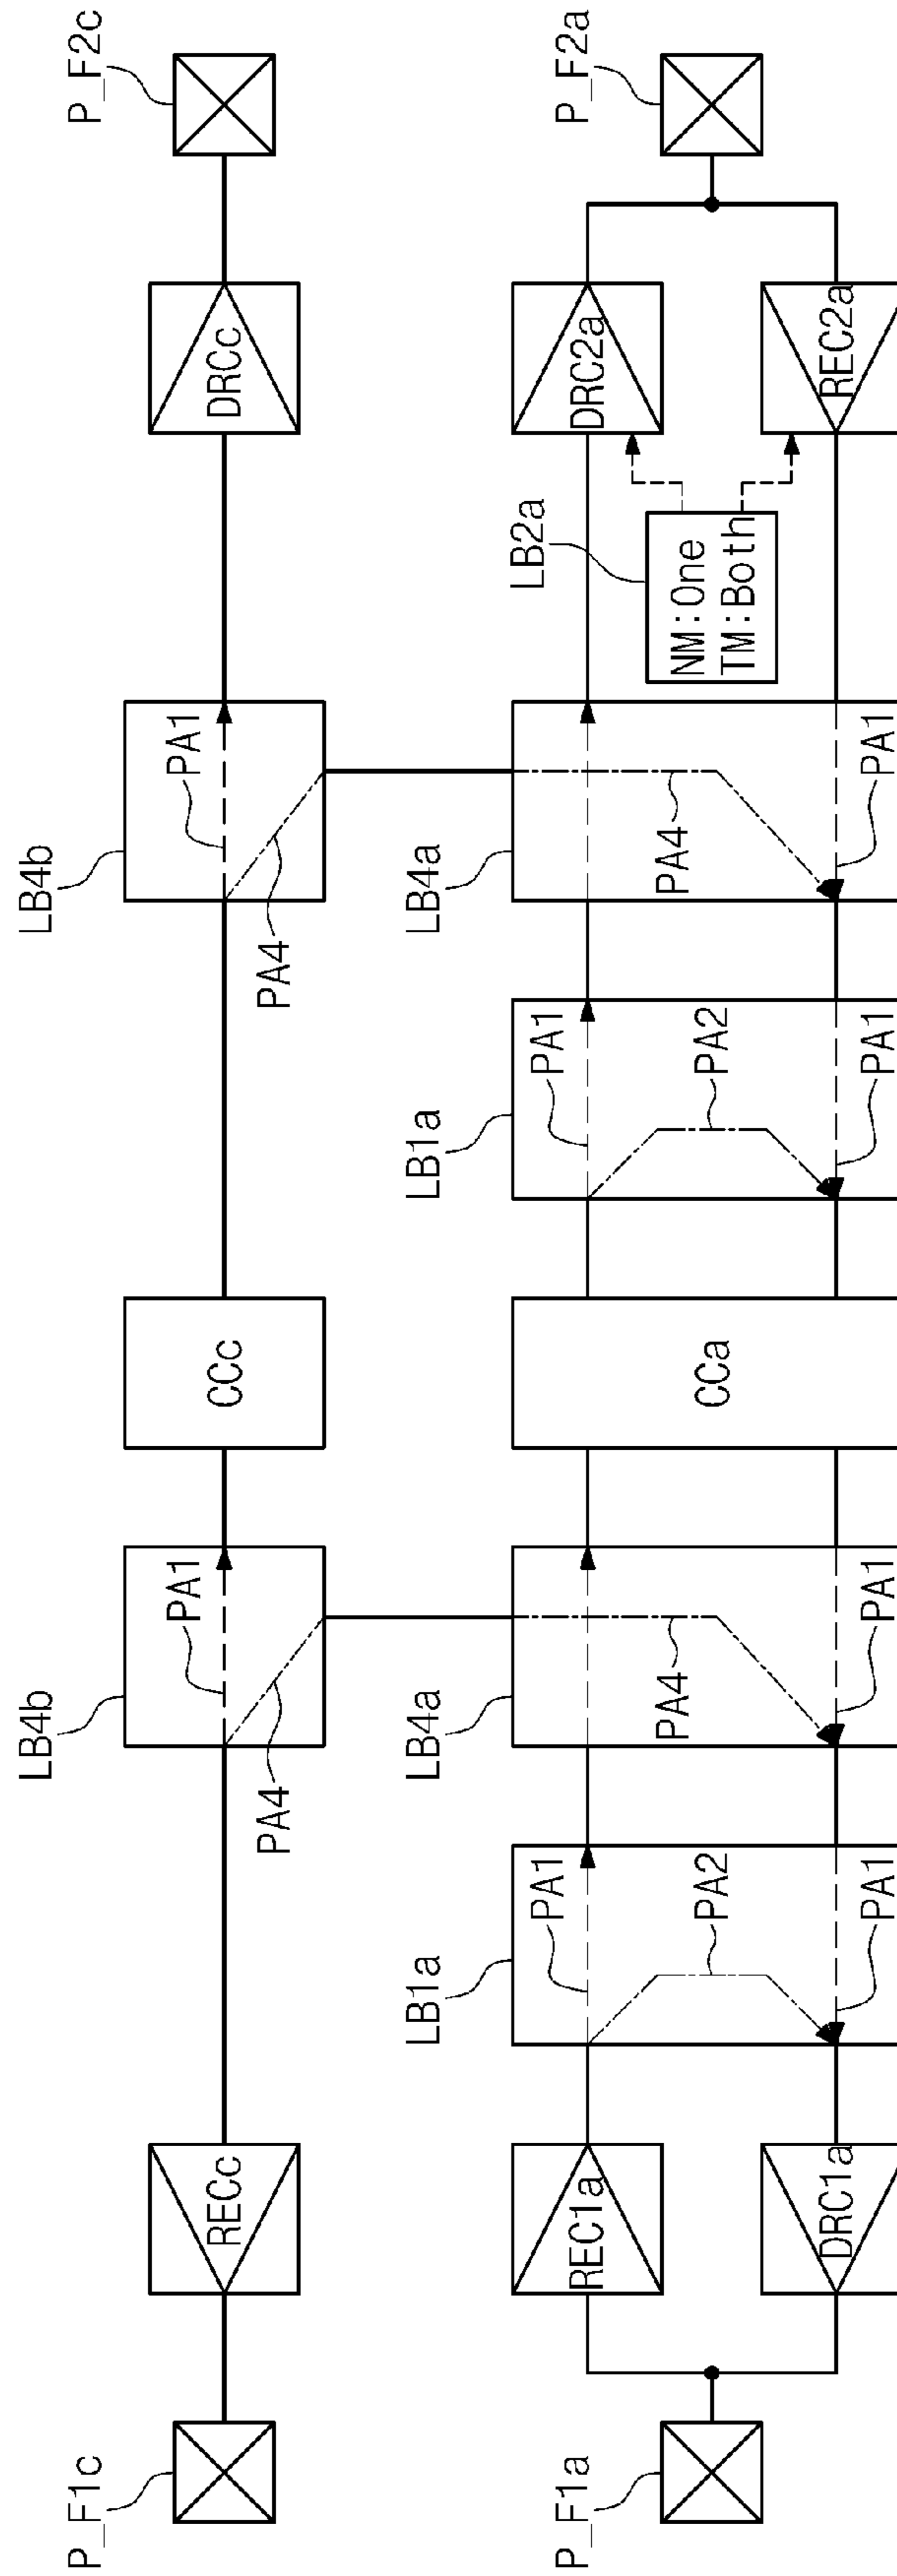 P_F1c
RECc
LB4b
PA1
PA4
CCc
LB4b
PA1
PA4
DRCc
P_F2c
P_F1a
REC1a
DRC1a
LB1a
PA1
PA2
PA1
LB4a
PA4
PA1
CCa
LB1a
PA1
PA2
PA1
LB4a
PA4
PA1
LB2a
NM:One
TM:Both
DRC2a
REC2a
P_F2a